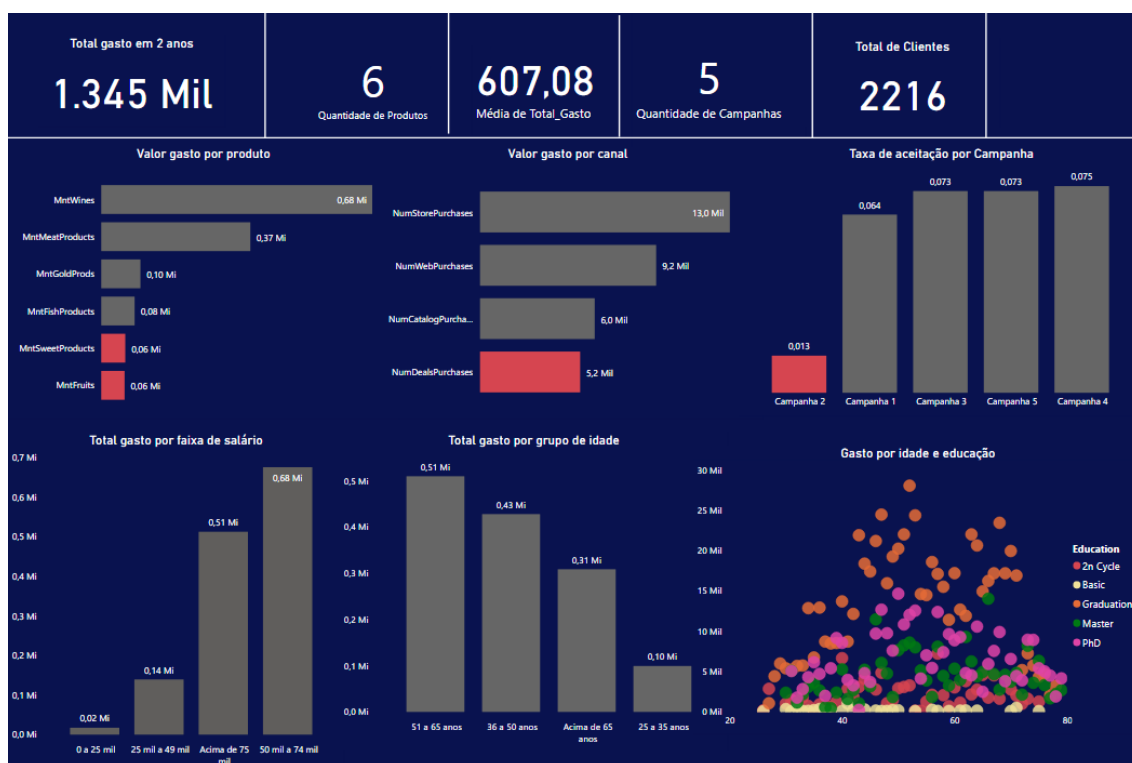 Total gasto em 2 anos
1.345 Mil
6
Quantidade de Produtos
607,08
Média de Total_Gasto
5
Quantidade de Campanhas
Total de Clientes
2216
Valor gasto por produto
MntWines
0,68 Mi
MntMeatProducts
0,37 Mi
MntGoldProds
0,10 Mi
MntFishProducts
0,08 Mi
MntSweetProducts
0,06 Mi
MntFruits
0,06 Mi
Valor gasto por canal
NumStorePurchases
13,0 Mil
NumWebPurchases
9,2 Mil
NumCatalogPurcha...
6,0 Mil
NumDealsPurchases
5,2 Mil
Taxa de aceitação por Campanha
0,013
0,064
0,073
0,073
0,075
Campanha 2
Campanha 1
Campanha 3
Campanha 5
Campanha 4
Total gasto por faixa de salário
0,7 Mi
0,6 Mi
0,5 Mi
0,4 Mi
0,3 Mi
0,2 Mi
0,1 Mi
0,0 Mi
0,02 Mi
0,14 Mi
0,51 Mi
0,68 Mi
0 a 25 mil
25 mil a 49 mil
Acima de 75
mil
50 mil a 74 mil
Total gasto por grupo de idade
0,5 Mi
0,4 Mi
0,3 Mi
0,2 Mi
0,1 Mi
0,0 Mi
0,51 Mi
0,43 Mi
0,31 Mi
0,10 Mi
51 a 65 anos
36 a 50 anos
Acima de 65
anos
25 a 35 anos
Gasto por idade e educação
30 Mil
25 Mil
20 Mil
15 Mil
10 Mil
5 Mil
0 Mil
20
40
60
80
Education
2n Cycle
Basic
Graduation
Master
PhD